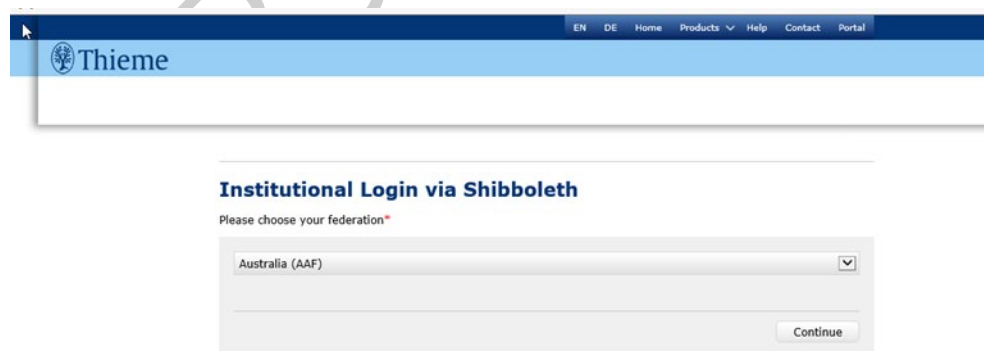 EN DE Home Products Help Contact Portal
Thieme
Institutional Login via Shibboleth
Please choose your federation*
Australia (AAF)
Continue